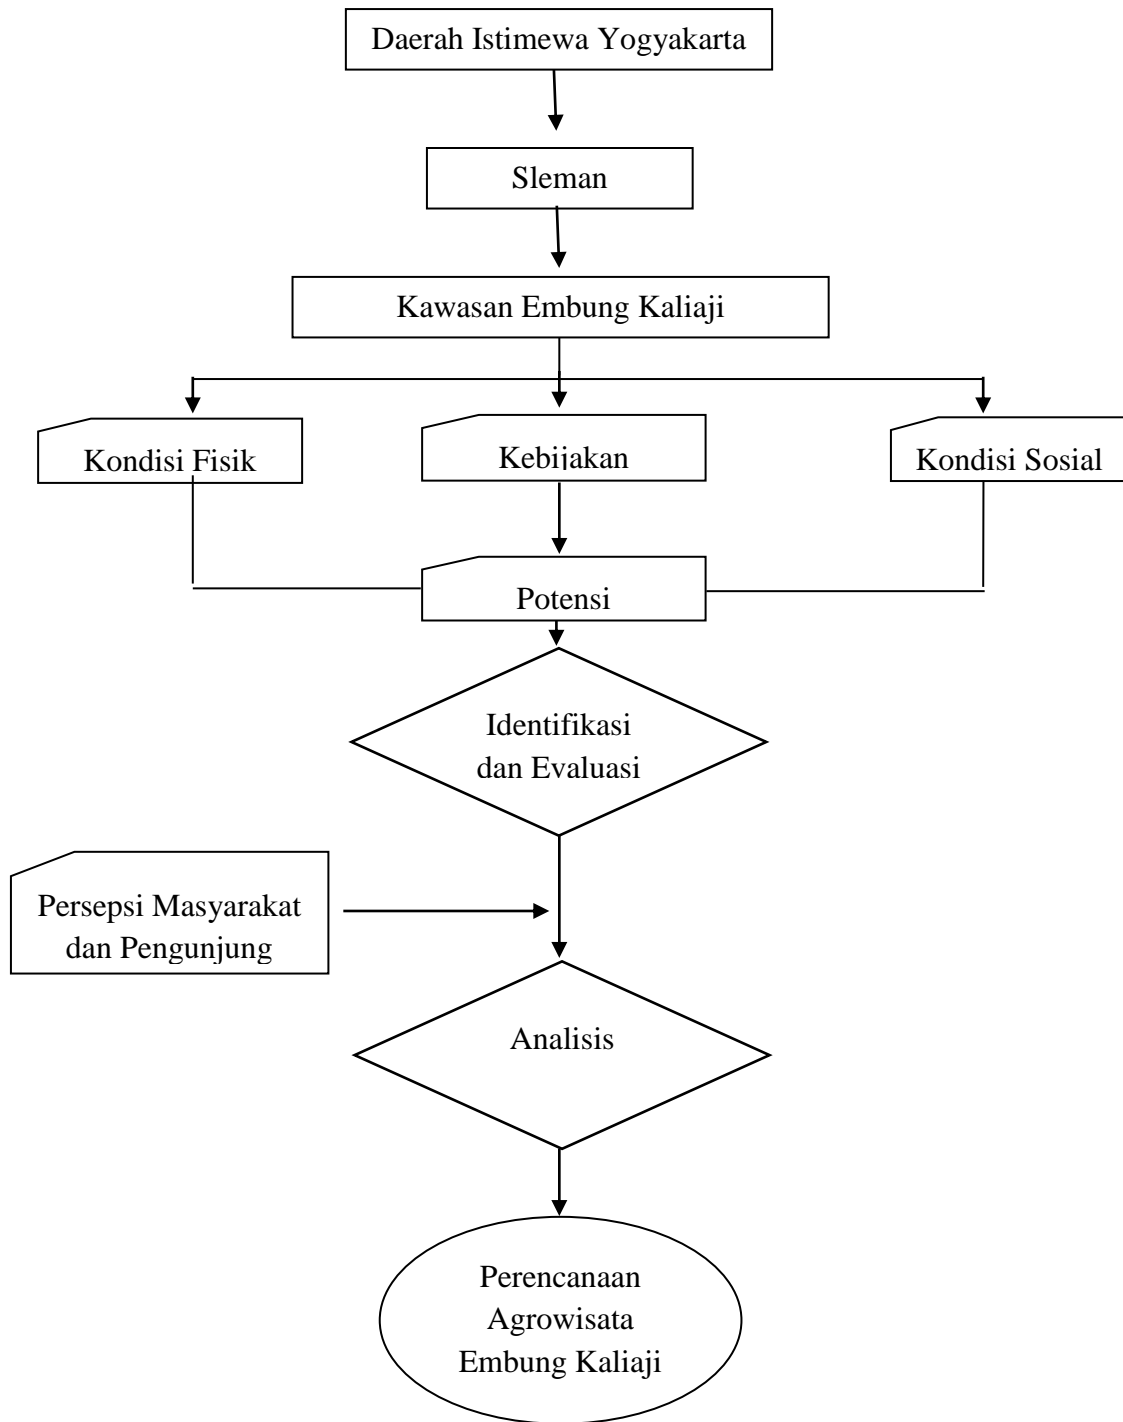 Daerah Istimewa Yogyakarta
Sleman
Kawasan Embung Kaliaji
Kondisi Fisik
Kebijakan
Kondisi Sosial
Potensi
Identifikasi
dan Evaluasi
Persepsi Masyarakat
dan Pengunjung
Analisis
Perencanaan
Agrowisata
Embung Kaliaji